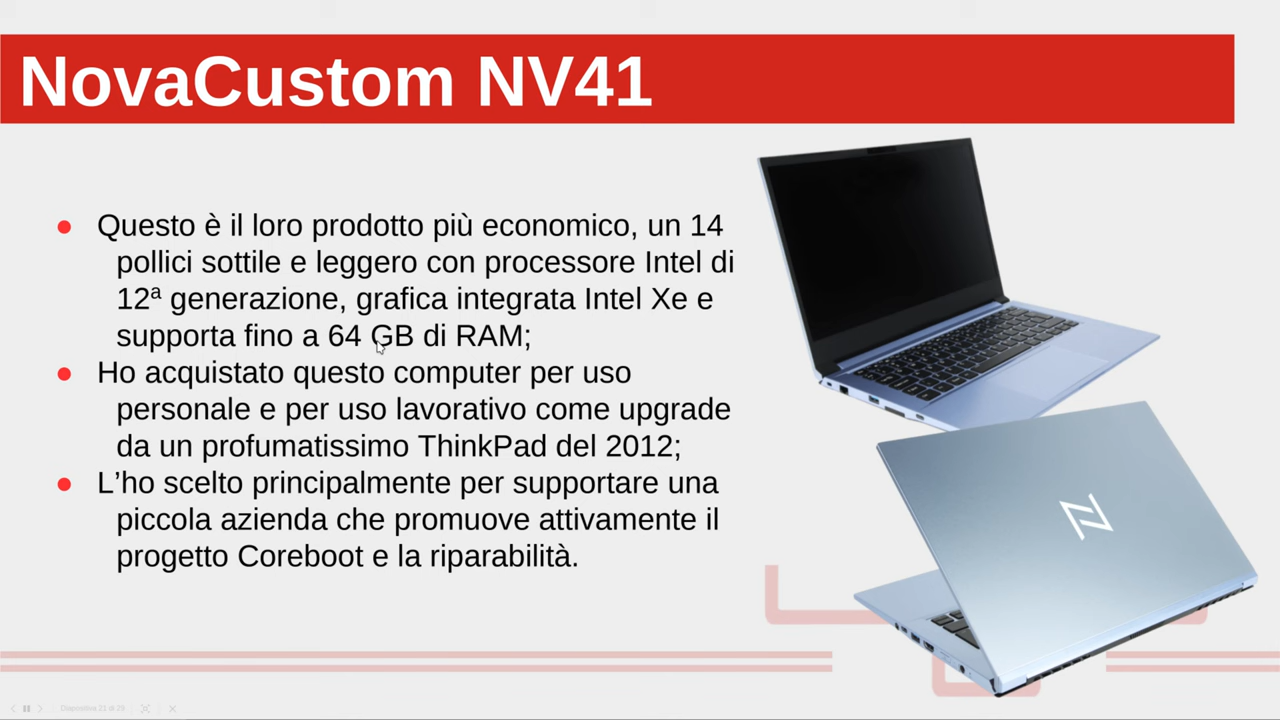 NovaCustom NV41
● Questo è il loro prodotto più economico, un 14
pollici sottile e leggero con processore Intel di
12ª generazione, grafica integrata Intel Xe e
supporta fino a 64 GB di RAM;
● Ho acquistato questo computer per uso
personale e per uso lavorativo come upgrade
da un profumatissimo ThinkPad del 2012;
● L’ho scelto principalmente per supportare una
piccola azienda che promuove attivamente il
progetto Coreboot e la riparabilità.